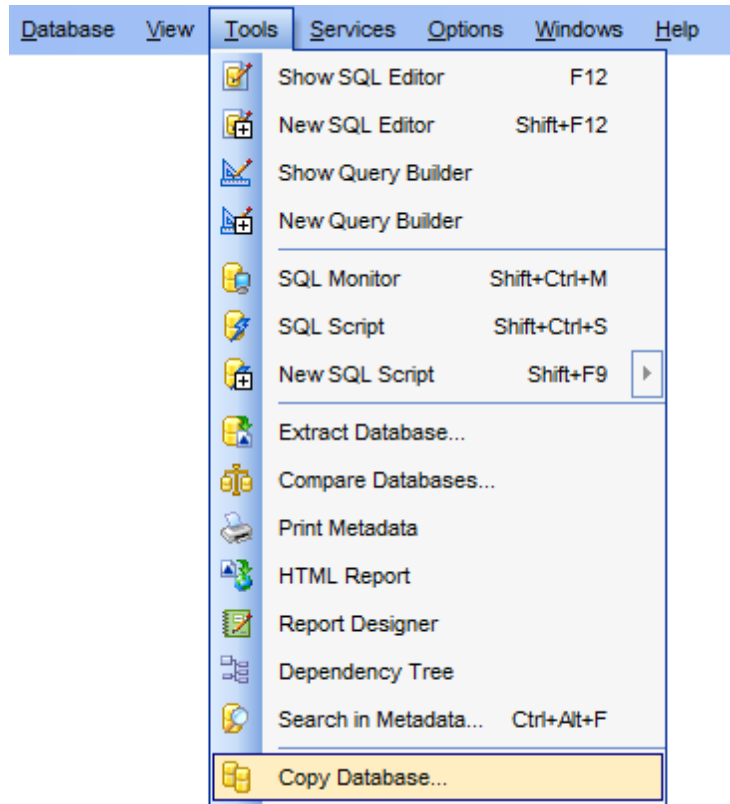 Database View Tools Services Options Windows Help
Show SQL Editor F12
New SQL Editor Shift+F12
Show Query Builder
New Query Builder
SQL Monitor Shift+Ctrl+M
SQL Script Shift+Ctrl+S
New SQL Script Shift+F9
Extract Database...
Compare Databases...
Print Metadata
HTML Report
Report Designer
Dependency Tree
Search in Metadata... Ctrl+Alt+F
Copy Database...